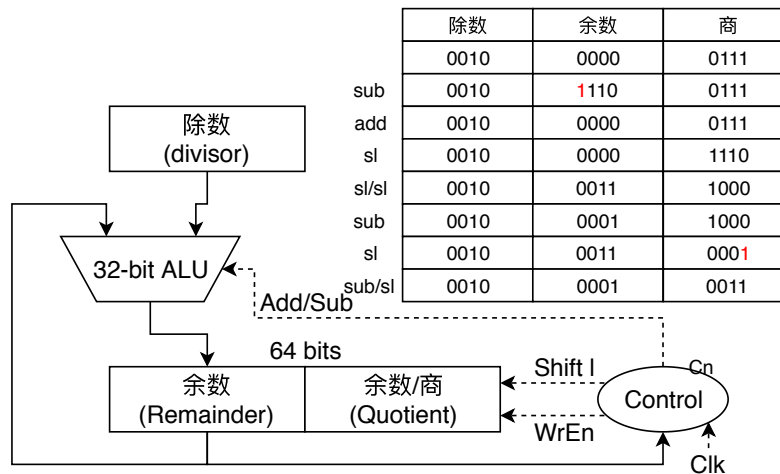 除数 余数 商
0010 0000 0111
sub 0010 1110 0111
add 0010 0000 0111
sl 0010 0000 1110
sl/sl 0010 0011 1000
sub 0010 0001 1000
sl 0010 0011 0001
sub/sl 0010 0001 0011
除数
(divisor)
32-bit ALU
Add/Sub
64 bits
余数
(Remainder)
余数/商
(Quotient)
Shift l
WrEn
Cn
Control
Clk